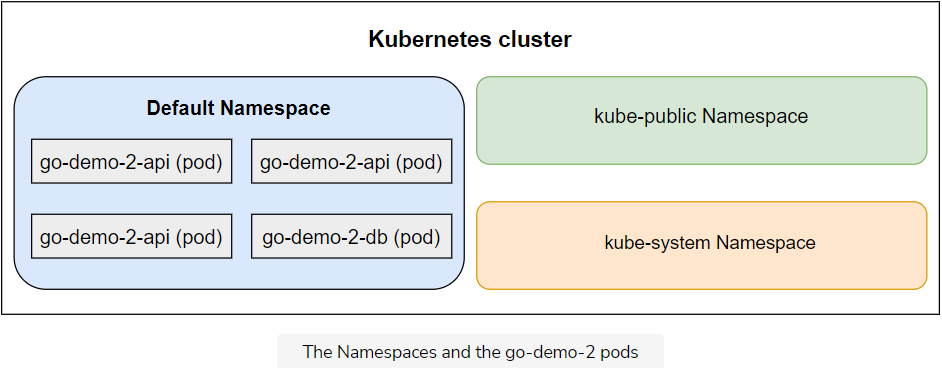 Kubernetes cluster
Default Namespace
go-demo-2-api (pod)
go-demo-2-api (pod)
go-demo-2-api (pod)
go-demo-2-db (pod)
kube-public Namespace
kube-system Namespace
The Namespaces and the go-demo-2 pods